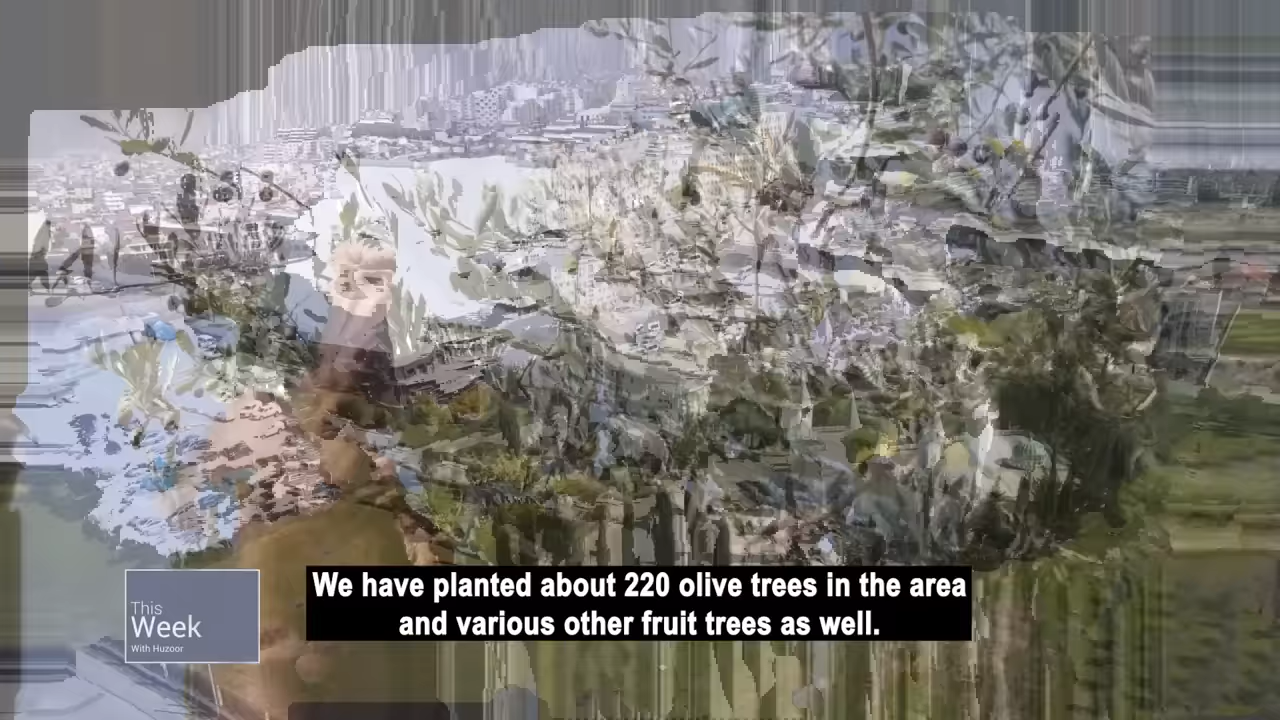 We have planted about 220 olive trees in the area
and various other fruit trees as well.
This
Week
With Huzoor